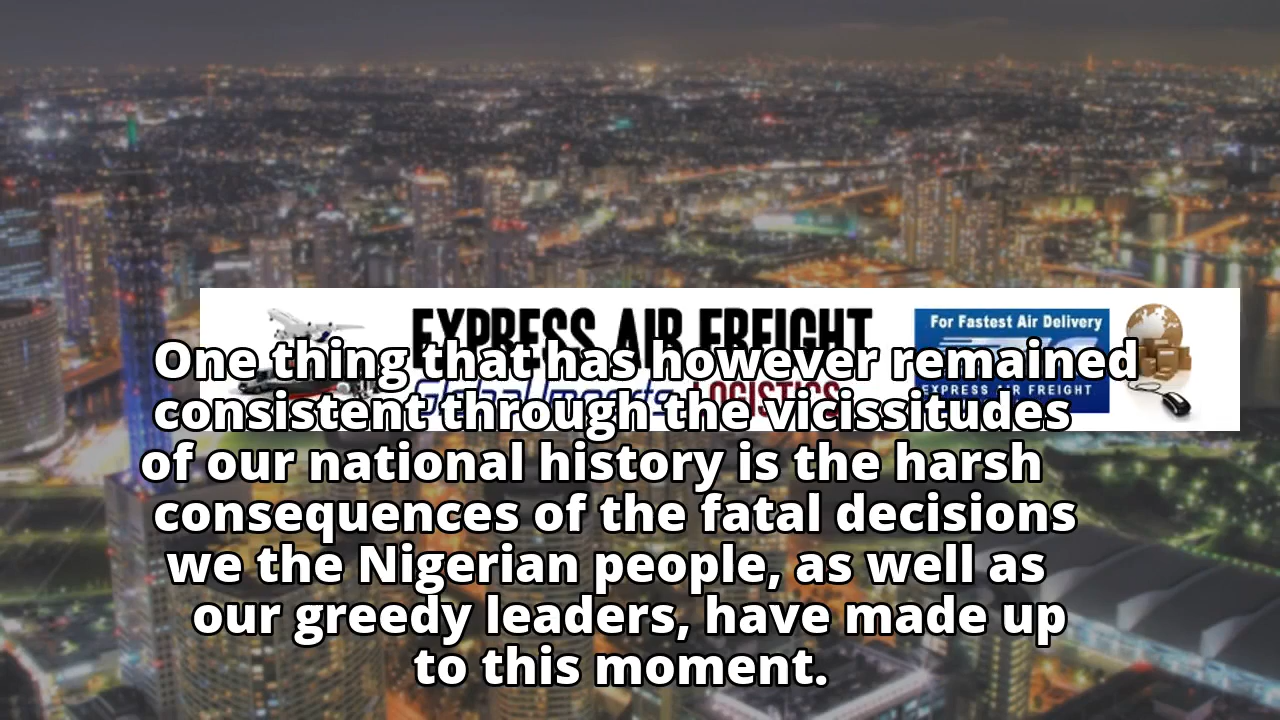 EXPRESS AIR FREIGHT
For Fastest Air Delivery
One thing that has however remained
LOGISTICS
EXPRESS AIR FREIGHT
consistent through the vicissitudes
of our national history is the harsh
consequences of the fatal decisions
we the Nigerian people, as well as
our greedy leaders, have made up
to this moment.